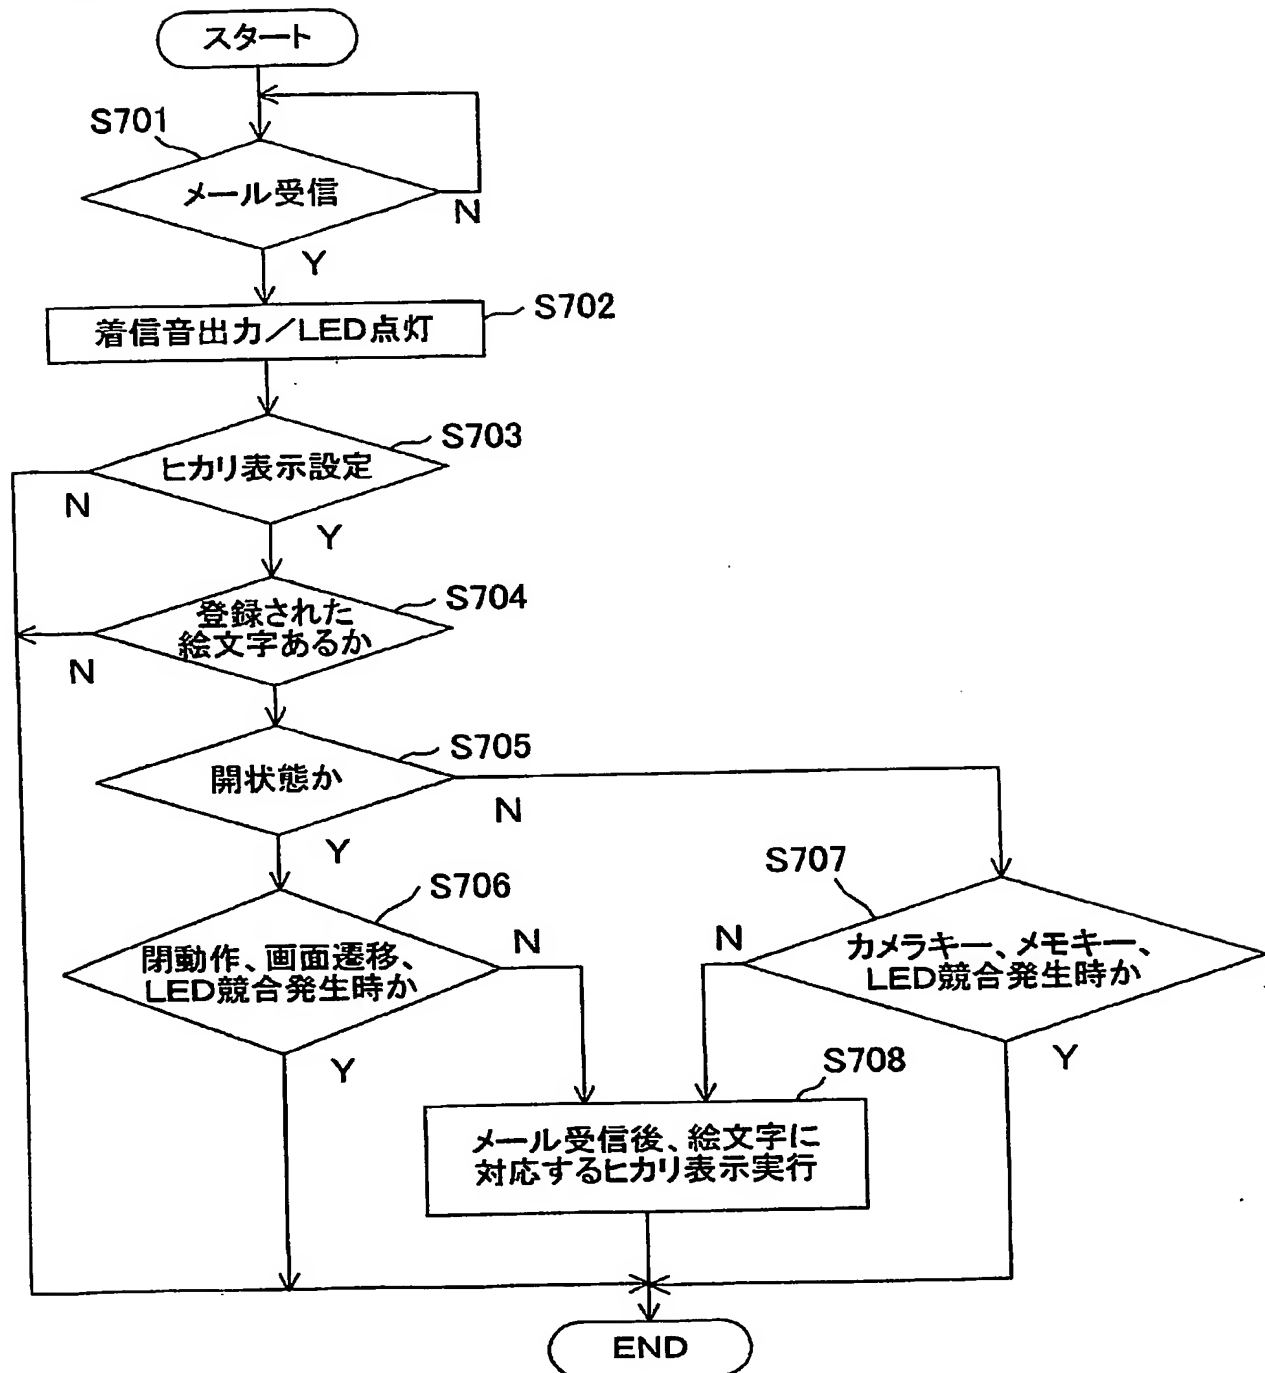 スタート
S701
メール受信
N
Y
着信音出力／LED点灯
S702
S703
ヒカリ表示設定
N
Y
S704
登録された
絵文字あるか
N
S705
開状態か
N
Y
S706
閉動作、画面遷移、
LED競合発生時か
N
Y
S707
カメラキー、メモキー、
LED競合発生時か
N
Y
S708
メール受信後、絵文字に
対応するヒカリ表示実行
END